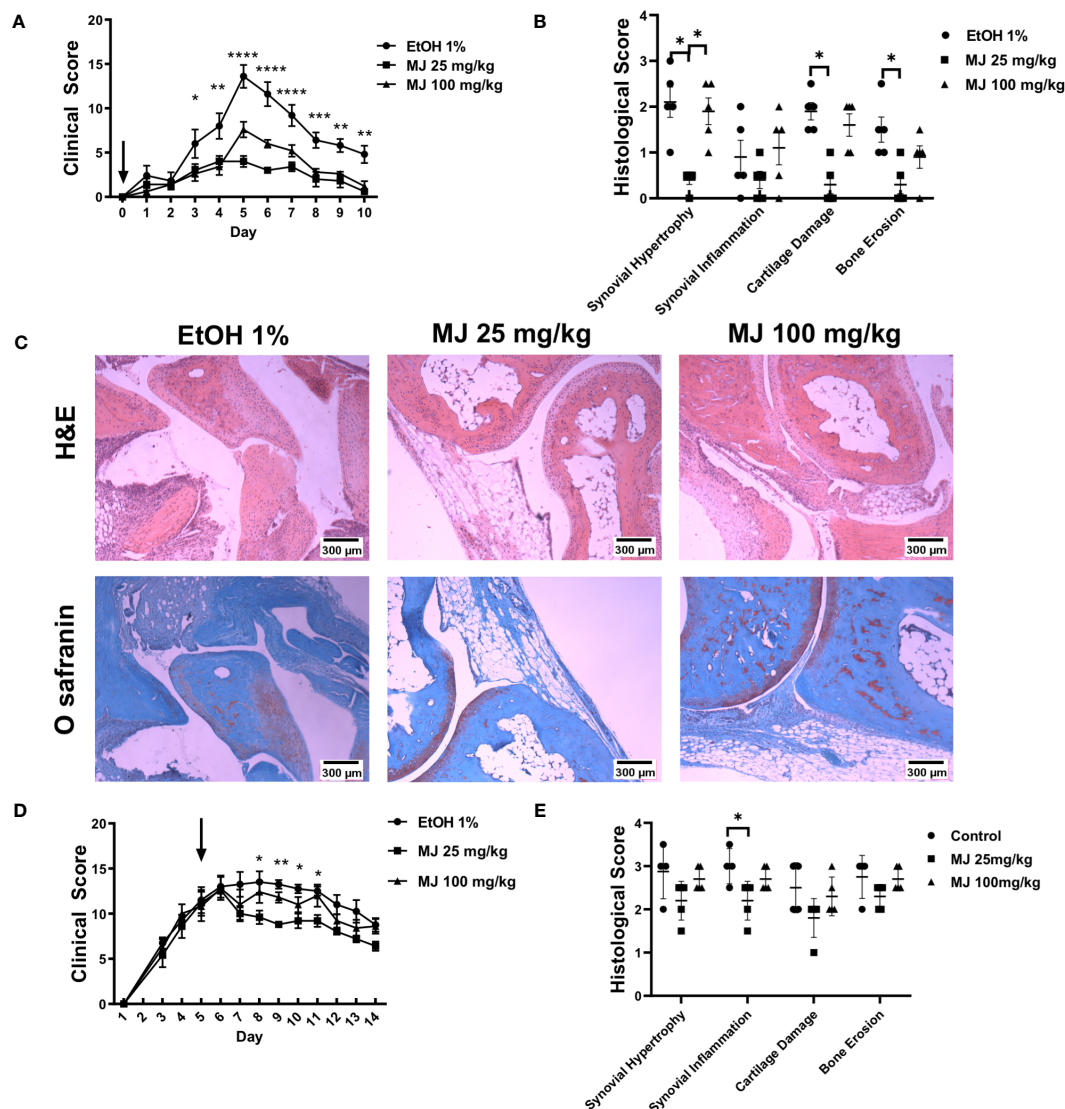 A
20
15
10
5
0
Clinical Score
*
**
****
****
****
***
**
**
0 1 2 3 4 5 6 7 8 9 10
Day
EtOH 1%
MJ 25 mg/kg
MJ 100 mg/kg
B
4
3
2
1
0
Histological Score
* *
*
*
Synovial Hypertrophy
Synovial Inflammation
Cartilage Damage
Bone Erosion
EtOH 1%
MJ 25 mg/kg
MJ 100 mg/kg
C
EtOH 1% MJ 25 mg/kg MJ 100 mg/kg
H&E
300 µm
300 µm
300 µm
O safranin
300 µm
300 µm
300 µm
D
20
15
10
5
0
Clinical Score
* ** * *
1 2 3 4 5 6 7 8 9 10 11 12 13 14
Day
EtOH 1%
MJ 25 mg/kg
MJ 100 mg/kg
E
4
3
2
1
0
Histological Score
*
Synovial Hypertrophy
Synovial Inflammation
Cartilage Damage
Bone Erosion
Control
MJ 25mg/kg
MJ 100mg/kg